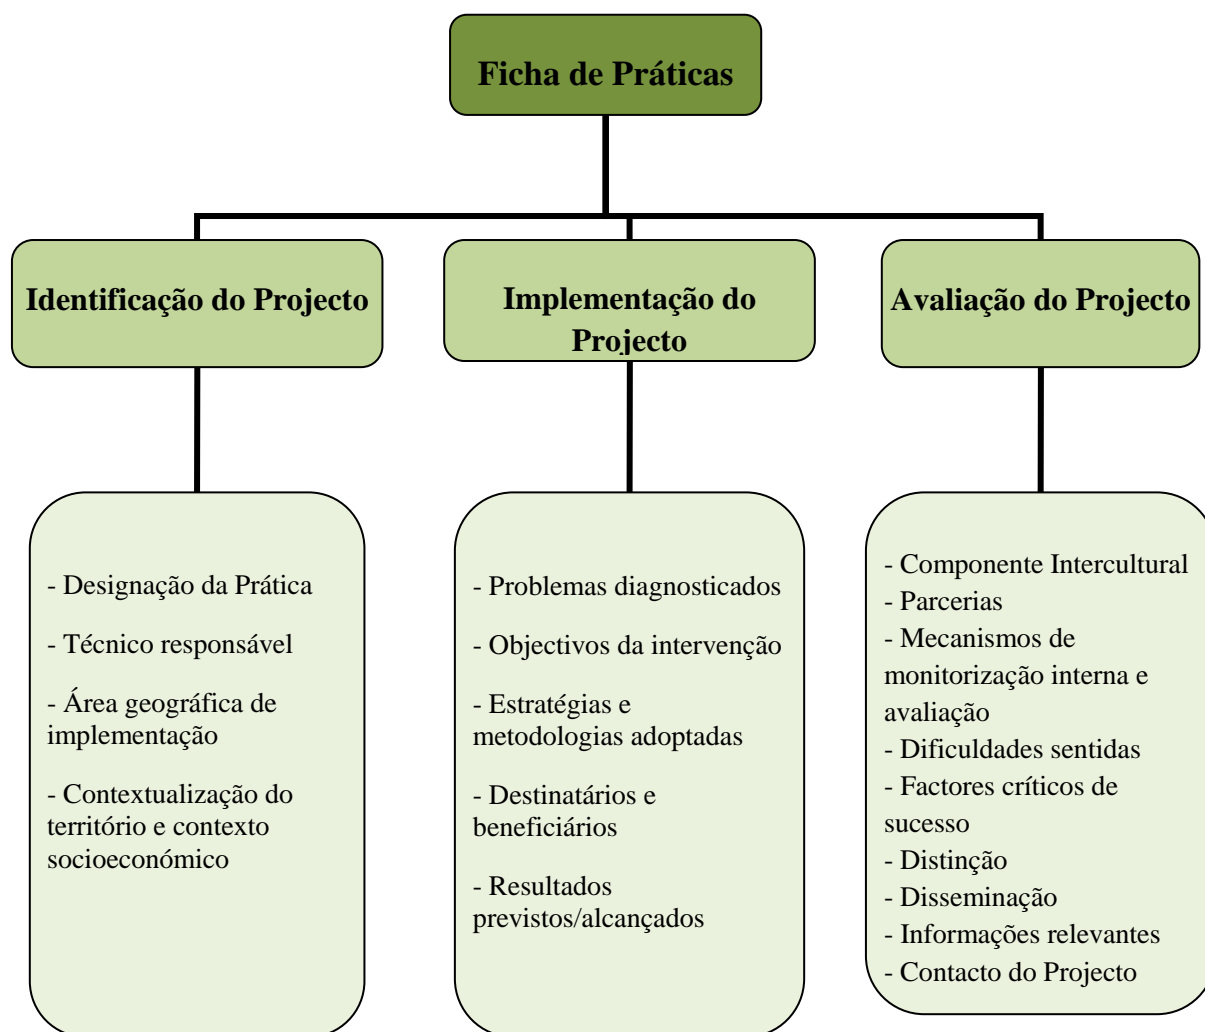 Ficha de Práticas
Identificação do Projecto
Implementação do
Projecto
Avaliação do Projecto
- Designação da Prática
- Técnico responsável
- Área geográfica de
implementação
- Contextualização do
território e contexto
socioeconómico
- Problemas diagnosticados
- Objectivos da intervenção
- Estratégias e
metodologias adoptadas
- Destinatários e
beneficiários
- Resultados
previstos/alcançados
- Componente Intercultural
- Parcerias
- Mecanismos de
monitorização interna e
avaliação
- Dificuldades sentidas
- Factores críticos de
sucesso
- Distinção
- Disseminação
- Informações relevantes
- Contacto do Projecto